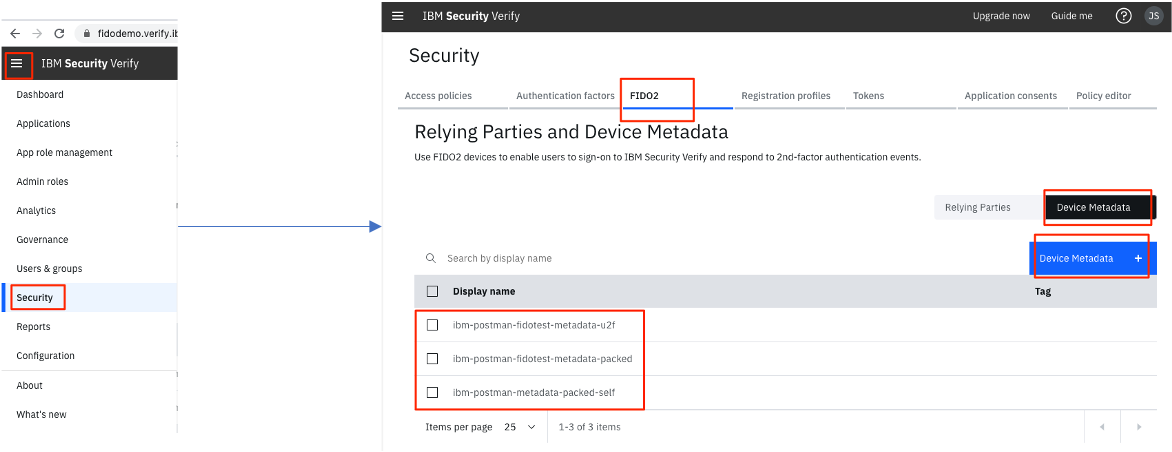 fidodemo.verify.ib
IBM Security Verify
Dashboard
Applications
App role management
Admin roles
Analytics
Governance
Users & groups
Security
Reports
Configuration
About
What's new
IBM Security Verify
Upgrade now
Guide me
?
JS
Security
Access policies
Authentication factors
FIDO2
Registration profiles
Tokens
Application consents
Policy editor
Relying Parties and Device Metadata
Use FIDO2 devices to enable users to sign-on to IBM Security Verify and respond to 2nd-factor authentication events.
Relying Parties
Device Metadata
Search by display name
Device Metadata +
Display name
Tag
ibm-postman-fidotest-metadata-u2f
ibm-postman-fidotest-metadata-packed
ibm-postman-metadata-packed-self
Items per page 25
1-3 of 3 items